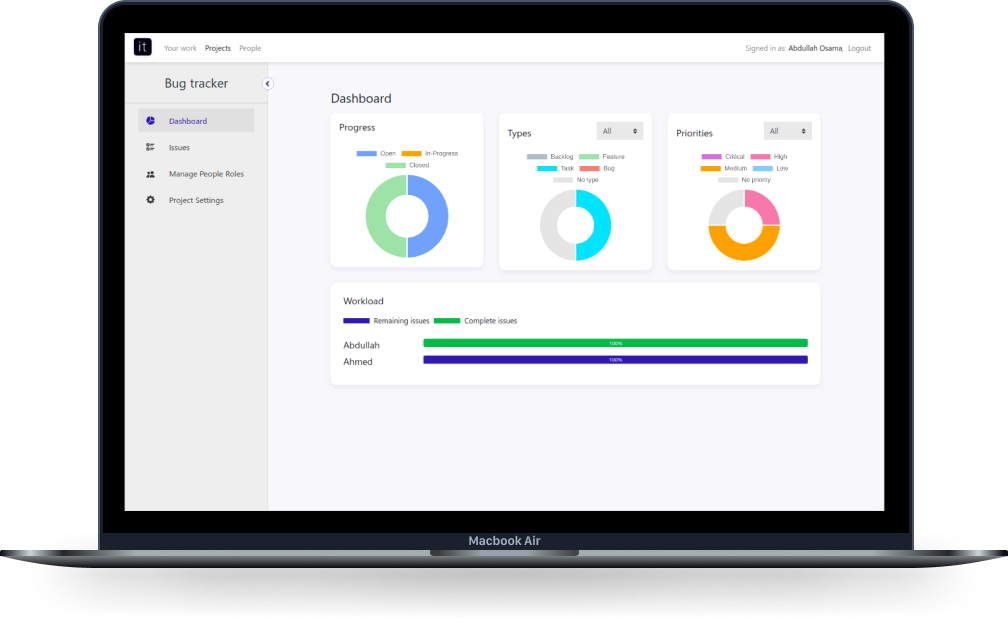 it Your work Projects People Signed in as: Abdullah Osama, Logout
Bug tracker
Dashboard
Issues
Manage People Roles
Project Settings
Dashboard
Progress
Open In-Progress
Closed
Types
All
Backlog Feature
Task Bug
No type
Priorities
All
Critical High
Medium Low
No priority
Workload
Remaining issues Complete issues
Abdullah 100%
Ahmed 100%
Macbook Air